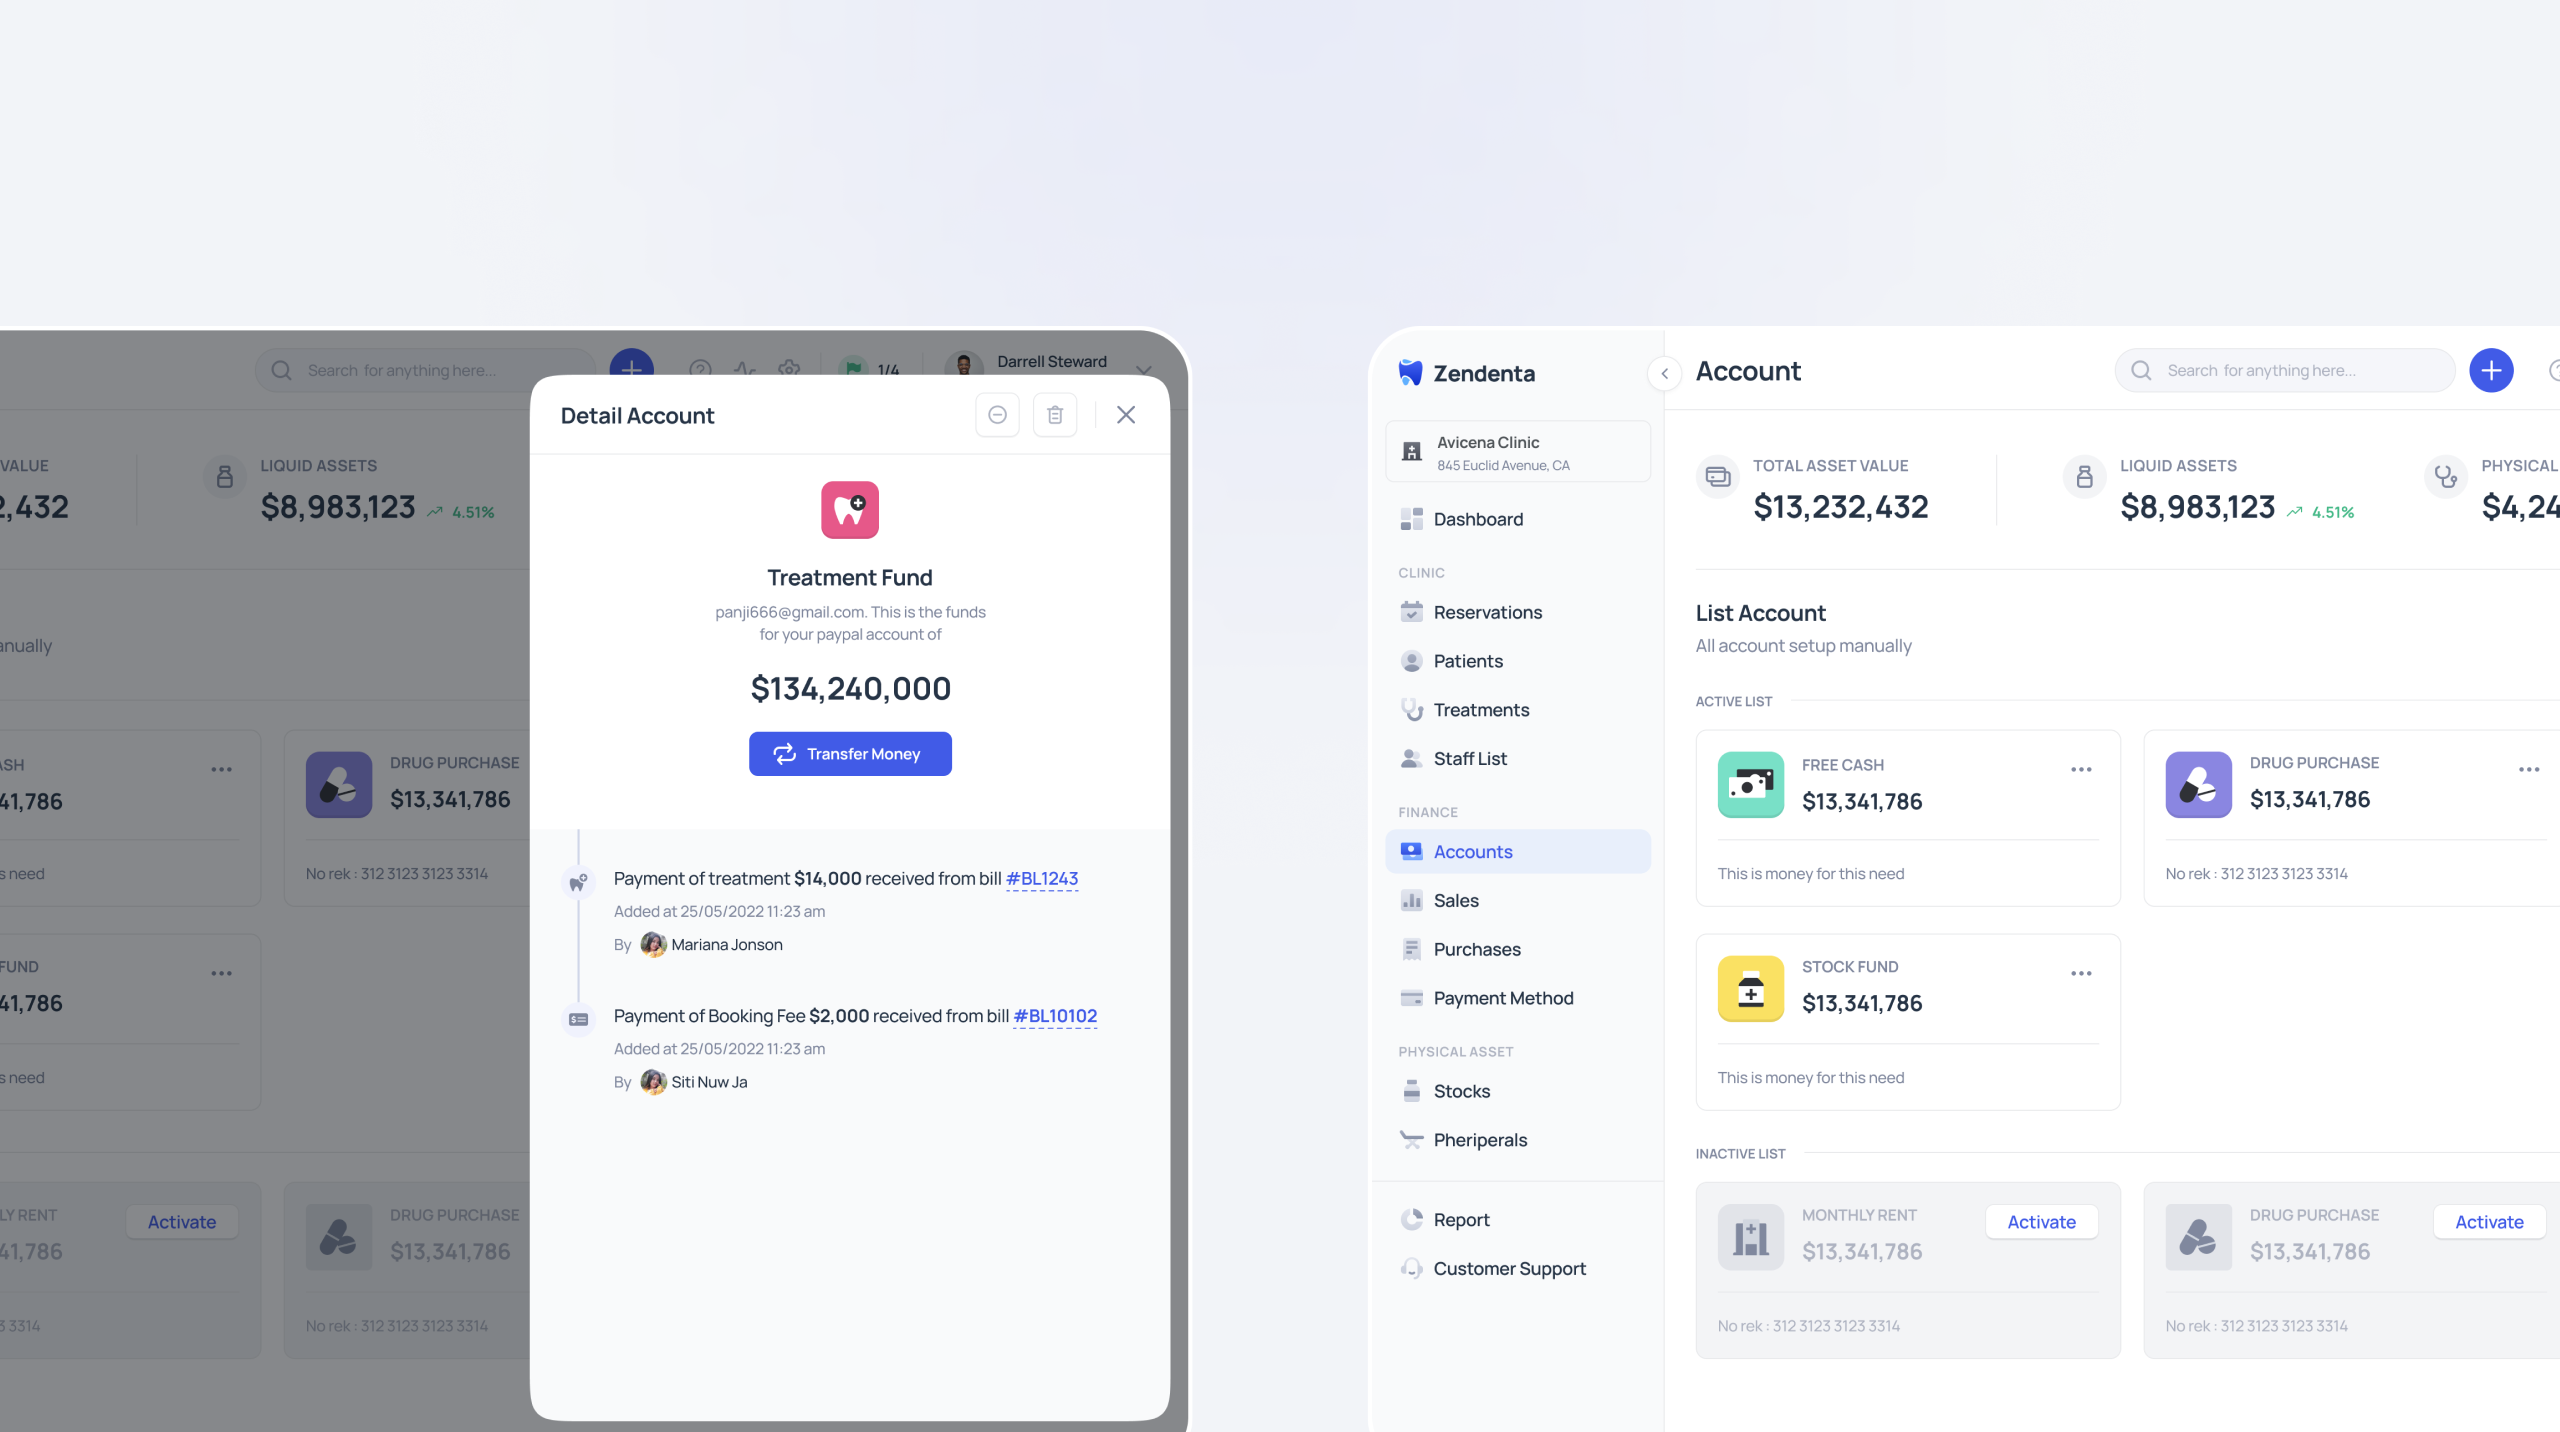 Search for anything here...
1/4
Darrell Steward
VALUE
2,432
LIQUID ASSETS
$8,983,123
4.51%
anually
ASH
41,786
s need
DRUG PURCHASE
$13,341,786
No rek : 312 3123 3123 3314
FUND
41,786
s need
LY RENT
41,786
Activate
3 3314
DRUG PURCHASE
$13,341,786
No rek : 312 3123 3123 3314
Detail Account
Treatment Fund
panji666@gmail.com. This is the funds
for your paypal account of
$134,240,000
Transfer Money
Payment of treatment $14,000 received from bill #BL1243
Added at 25/05/2022 11:23 am
By Mariana Jonson
Payment of Booking Fee $2,000 received from bill #BL10102
Added at 25/05/2022 11:23 am
By Siti Nuw Ja
Zendenta
Avicena Clinic
845 Euclid Avenue, CA
Dashboard
CLINIC
Reservations
Patients
Treatments
Staff List
FINANCE
Accounts
Sales
Purchases
Payment Method
PHYSICAL ASSET
Stocks
Pheriperals
Report
Customer Support
Account
Search for anything here...
TOTAL ASSET VALUE
$13,232,432
LIQUID ASSETS
$8,983,123
4.51%
PHYSICAL
$4,24
List Account
All account setup manually
ACTIVE LIST
FREE CASH
$13,341,786
This is money for this need
DRUG PURCHASE
$13,341,786
No rek : 312 3123 3123 3314
STOCK FUND
$13,341,786
This is money for this need
INACTIVE LIST
MONTHLY RENT
$13,341,786
Activate
No rek : 312 3123 3123 3314
DRUG PURCHASE
$13,341,786
Activate
No rek : 312 3123 3123 3314